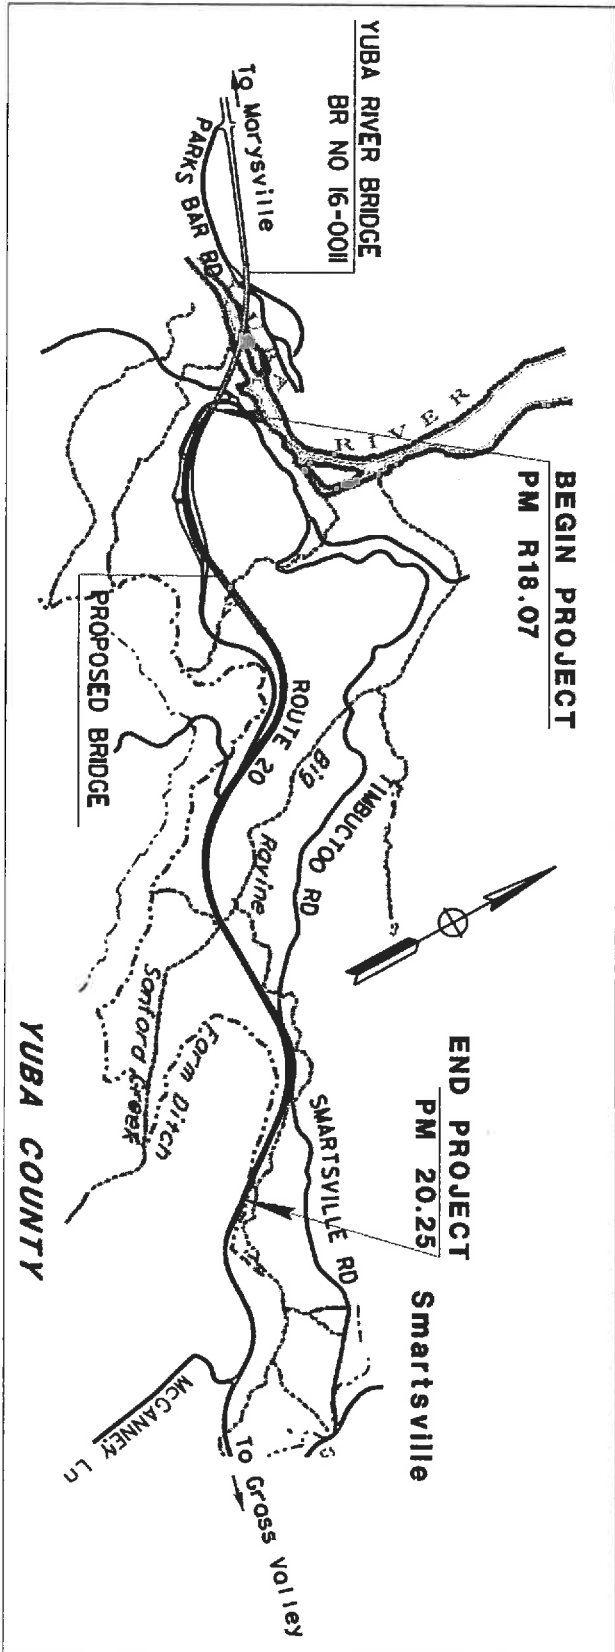 YUBA RIVER BRIDGE
BR NO 16-0011
To Marysville
PARKS BAR RD
RIVER
BEGIN PROJECT
PM R18.07
PROPOSED BRIDGE
ROUTE 20
Big
Ravine
TIMBUCTOO RD
Sanford Creek
Farm Ditch
YUBA COUNTY
END PROJECT
PM 20.25
SMARTSVILLE RD
Smartsville
McGANNEY Ln
To Grass Valley